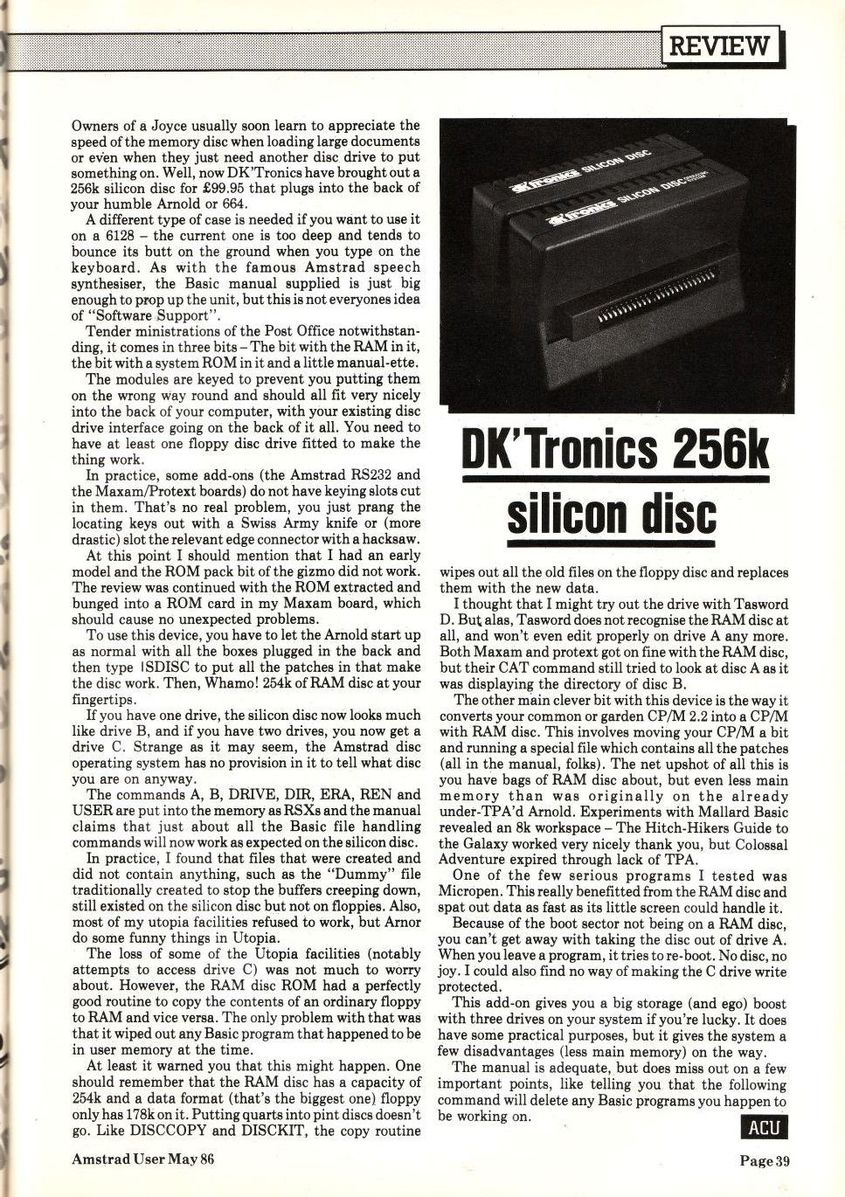 REVIEW
Owners of a Joyce usually soon learn to appreciate the
speed of the memory disc when loading large documents
or even when they just need another disc drive to put
something on. Well, now DK'Tronics have brought out a
256k silicon disc for £99.95 that plugs into the back of
your humble Arnold or 664.
A different type of case is needed if you want to use it
on a 6128 – the current one is too deep and tends to
bounce its butt on the ground when you type on the
keyboard. As with the famous Amstrad speech
synthesiser, the Basic manual supplied is just big
enough to prop up the unit, but this is not everyones idea
of "Software Support".
Tender ministrations of the Post Office notwithstan-
ding, it comes in three bits – The bit with the RAM in it,
the bit with a system ROM in it and a little manual-ette.
The modules are keyed to prevent you putting them
on the wrong way round and should all fit very nicely
into the back of your computer, with your existing disc
drive interface going on the back of it all. You need to
have at least one floppy disc drive fitted to make the
thing work.
In practice, some add-ons (the Amstrad RS232 and
the Maxam/Protext boards) do not have keying slots cut
in them. That's no real problem, you just prang the
locating keys out with a Swiss Army knife or (more
drastic) slot the relevant edge connector with a hacksaw.
At this point I should mention that I had an early
model and the ROM pack bit of the gizmo did not work.
The review was continued with the ROM extracted and
bunged into a ROM card in my Maxam board, which
should cause no unexpected problems.
To use this device, you have to let the Arnold start up
as normal with all the boxes plugged in the back and
then type |SDISC to put all the patches in that make
the disc work. Then, Whamo! 254k of RAM disc at your
fingertips.
If you have one drive, the silicon disc now looks much
like drive B, and if you have two drives, you now get a
drive C. Strange as it may seem, the Amstrad disc
operating system has no provision in it to tell what disc
you are on anyway.
The commands A, B, DRIVE, DIR, ERA, REN and
USER are put into the memory as RSXs and the manual
claims that just about all the Basic file handling
commands will now work as expected on the silicon disc.
In practice, I found that files that were created and
did not contain anything, such as the "Dummy" file
traditionally created to stop the buffers creeping down,
still existed on the silicon disc but not on floppies. Also,
most of my utopia facilities refused to work, but Arnor
do some funny things in Utopia.
The loss of some of the Utopia facilities (notably
attempts to access drive C) was not much to worry
about. However, the RAM disc ROM had a perfectly
good routine to copy the contents of an ordinary floppy
to RAM and vice versa. The only problem with that was
that it wiped out any Basic program that happened to be
in user memory at the time.
At least it warned you that this might happen. One
should remember that the RAM disc has a capacity of
254k and a data format (that's the biggest one) floppy
only has 178k on it. Putting quarts into pint discs doesn't
go. Like DISCCOPY and DISCKIT, the copy routine
dk'tronics SILICON DISC
dk'tronics SILICON DISC OPERATING SYSTEM
DK'Tronics 256k
silicon disc
wipes out all the old files on the floppy disc and replaces
them with the new data.
I thought that I might try out the drive with Tasword
D. But alas, Tasword does not recognise the RAM disc at
all, and won't even edit properly on drive A any more.
Both Maxam and protext got on fine with the RAM disc,
but their CAT command still tried to look at disc A as it
was displaying the directory of disc B.
The other main clever bit with this device is the way it
converts your common or garden CP/M 2.2 into a CP/M
with RAM disc. This involves moving your CP/M a bit
and running a special file which contains all the patches
(all in the manual, folks). The net upshot of all this is
you have bags of RAM disc about, but even less main
memory than was originally on the already
under-TPA'd Arnold. Experiments with Mallard Basic
revealed an 8k workspace – The Hitch-Hikers Guide to
the Galaxy worked very nicely thank you, but Colossal
Adventure expired through lack of TPA.
One of the few serious programs I tested was
Micropen. This really benefitted from the RAM disc and
spat out data as fast as its little screen could handle it.
Because of the boot sector not being on a RAM disc,
you can't get away with taking the disc out of drive A.
When you leave a program, it tries to re-boot. No disc, no
joy. I could also find no way of making the C drive write
protected.
This add-on gives you a big storage (and ego) boost
with three drives on your system if you're lucky. It does
have some practical purposes, but it gives the system a
few disadvantages (less main memory) on the way.
The manual is adequate, but does miss out on a few
important points, like telling you that the following
command will delete any Basic programs you happen to
be working on.
ACU
Amstrad User May 86
Page 39